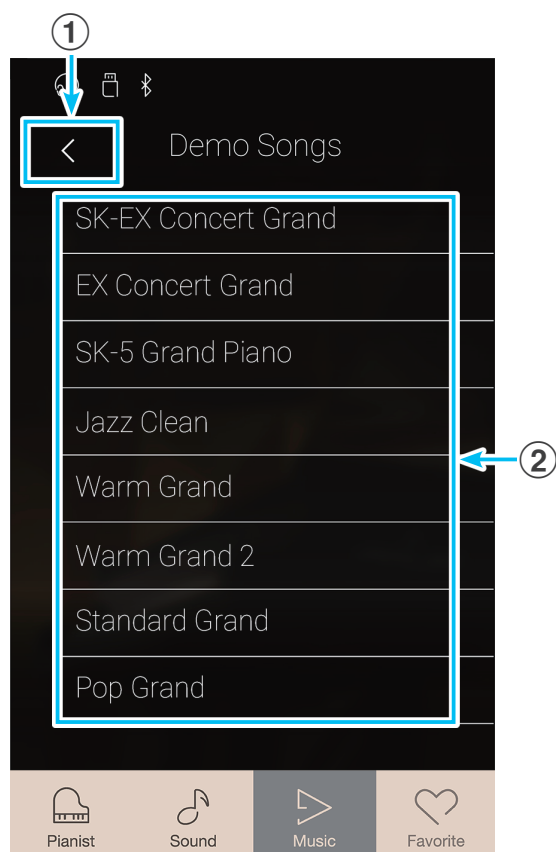 1
Demo Songs
SK-EX Concert Grand
EX Concert Grand
SK-5 Grand Piano
Jazz Clean
2
Warm Grand
Warm Grand 2
Standard Grand
Pop Grand
Pianist Sound Music Favorite